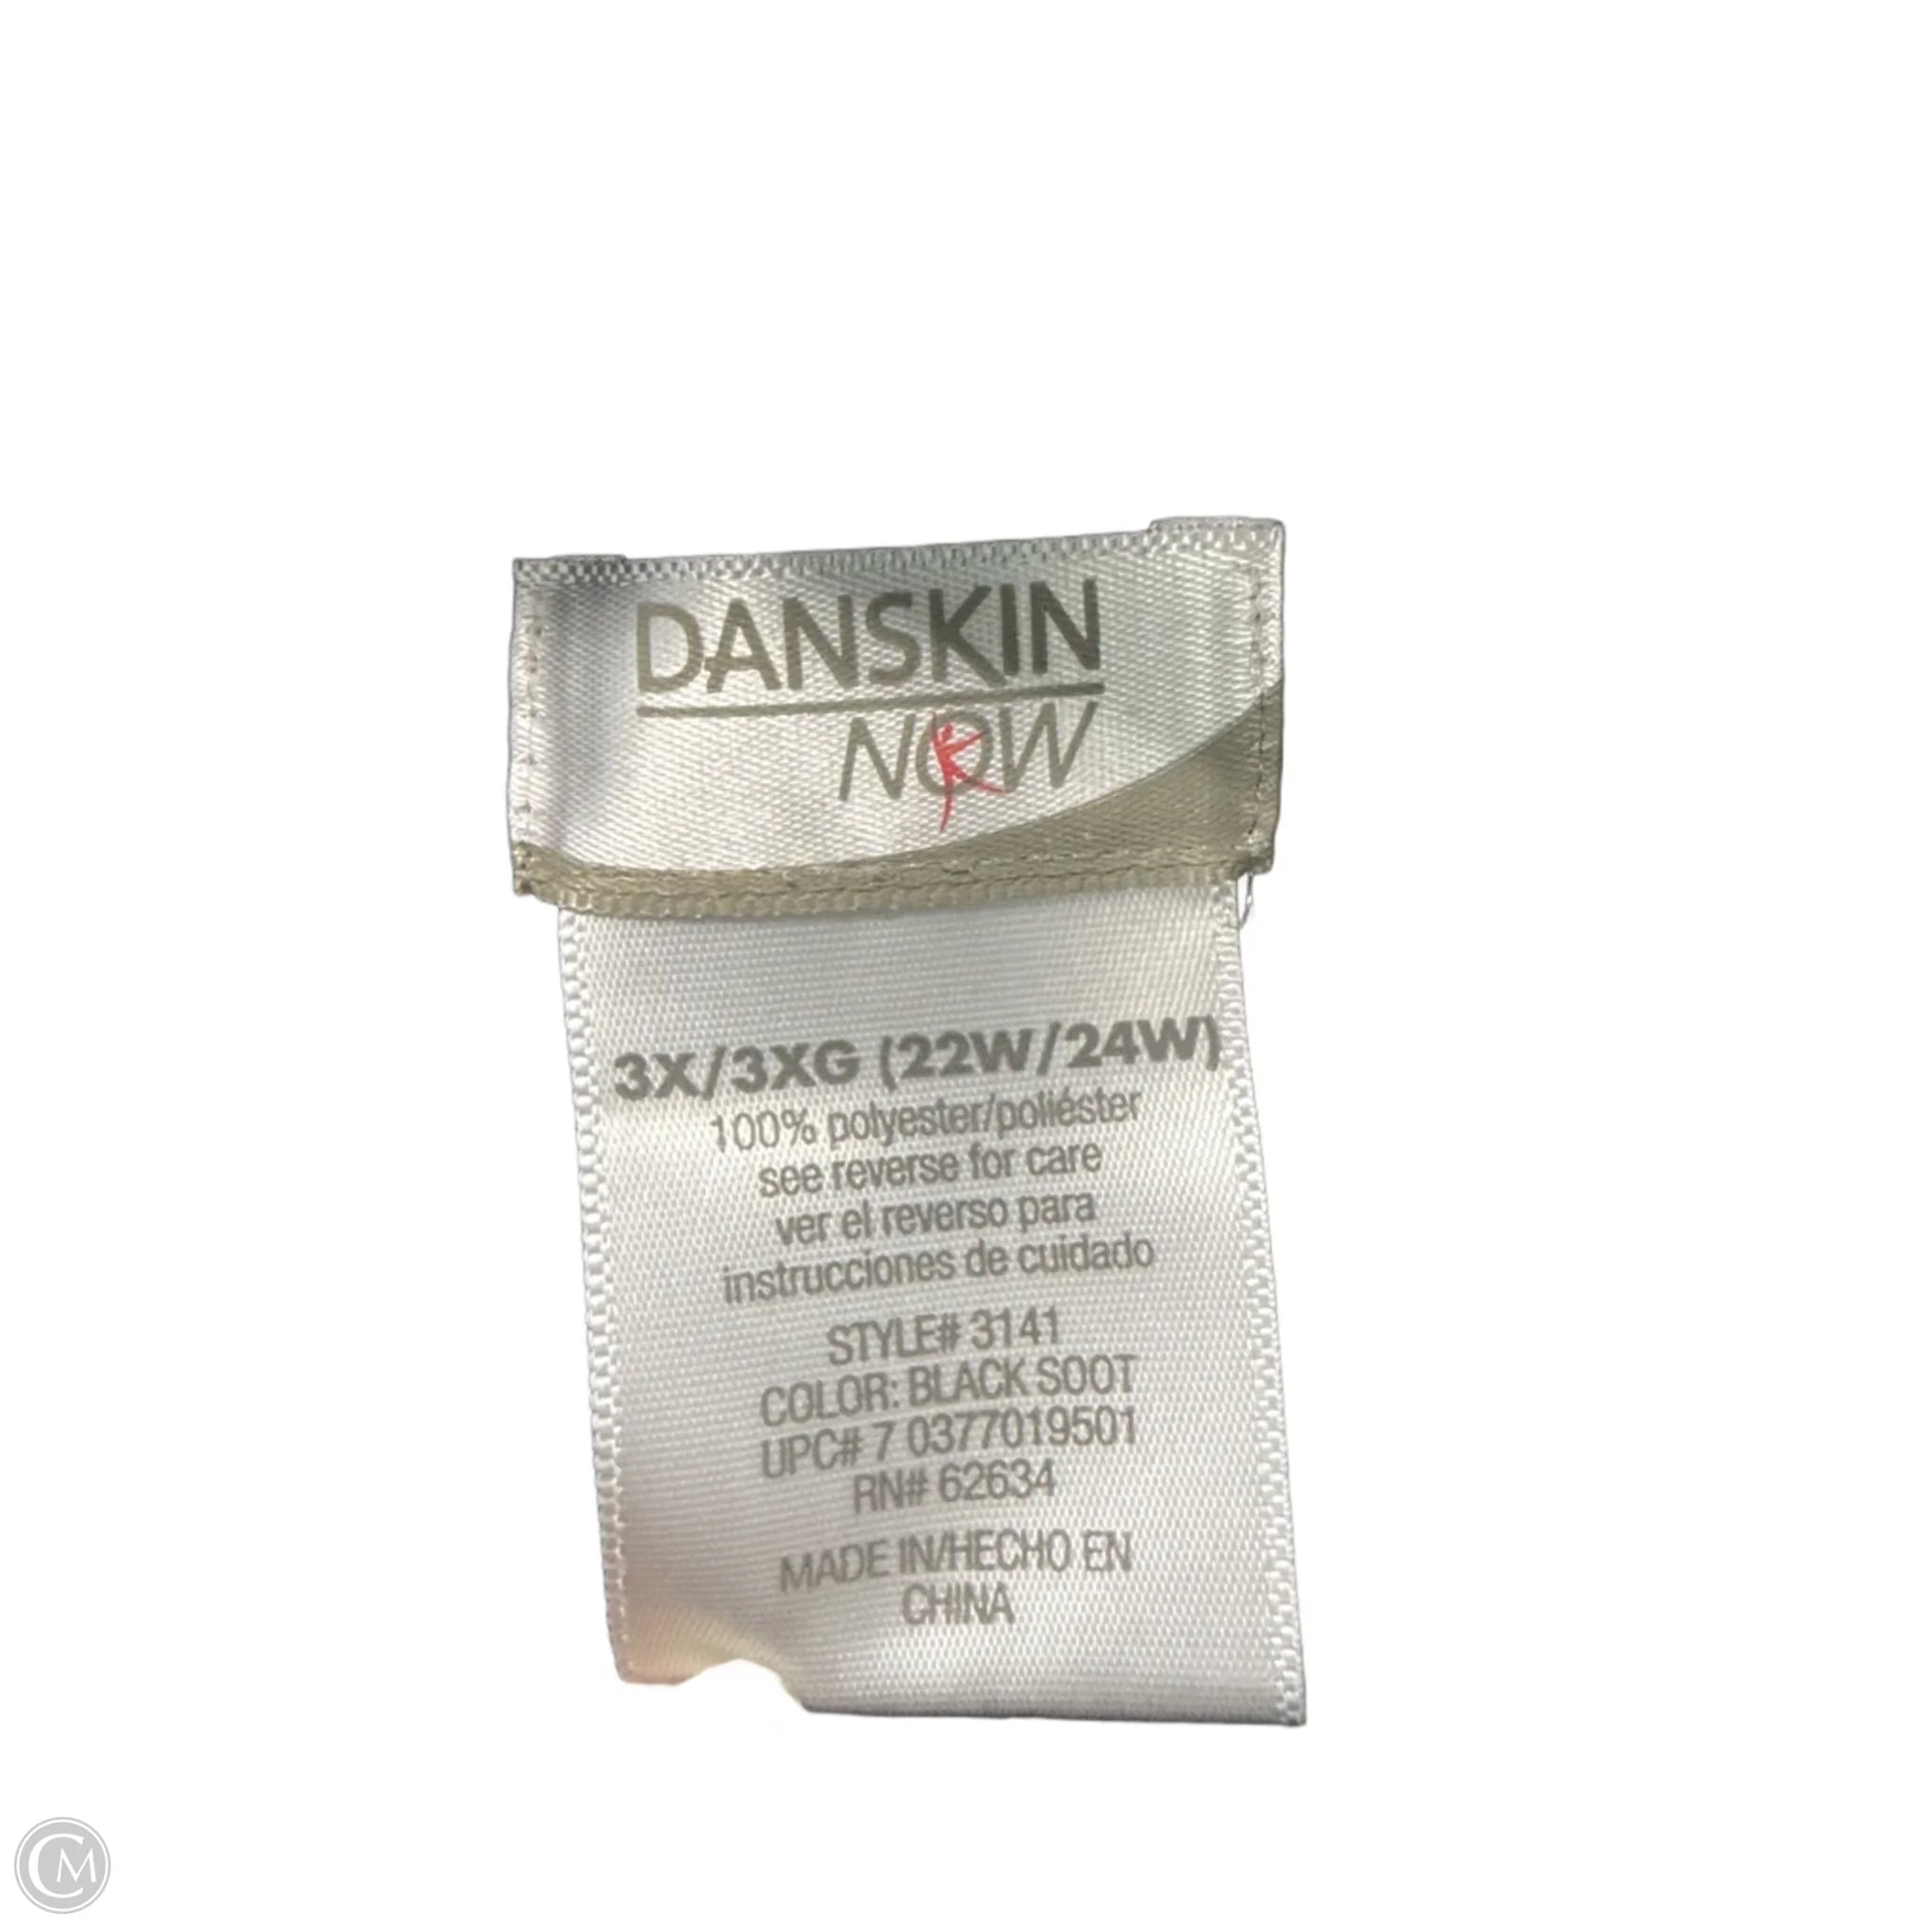 DANSKIN
NOW
3X/3XG (22W/24W)
100% polyester/poliéster
see reverse for care
ver el reverso para
instrucciones de cuidado
STYLE# 3141
COLOR: BLACK SOOT
UPC# 7 0377019501
RN# 62634
MADE IN/HECHO EN
CHINA
CM